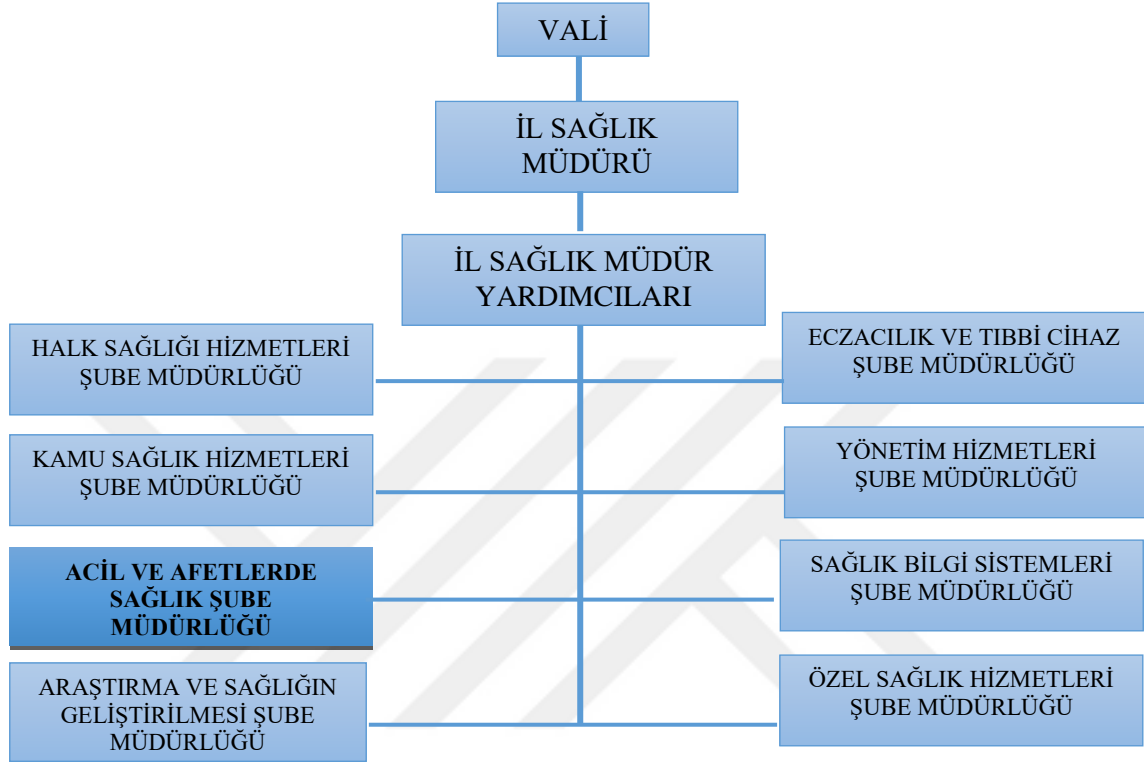 VALİ
İL SAĞLIK
MÜDÜRÜ
İL SAĞLIK MÜDÜR
YARDIMCILARI
HALK SAĞLIĞI HİZMETLERİ
ŞUBE MÜDÜRLÜĞÜ
ECZACILIK VE TIBBİ CİHAZ
ŞUBE MÜDÜRLÜĞÜ
KAMU SAĞLIK HİZMETLERİ
ŞUBE MÜDÜRLÜĞÜ
YÖNETİM HİZMETLERİ
ŞUBE MÜDÜRLÜĞÜ
ACİL VE AFETLERDE
SAĞLIK ŞUBE
MÜDÜRLÜĞÜ
SAĞLIK BİLGİ SİSTEMLERİ
ŞUBE MÜDÜRLÜĞÜ
ARAŞTIRMA VE SAĞLIĞIN
GELİŞTİRİLMESİ ŞUBE
MÜDÜRLÜĞÜ
ÖZEL SAĞLIK HİZMETLERİ
ŞUBE MÜDÜRLÜĞÜ